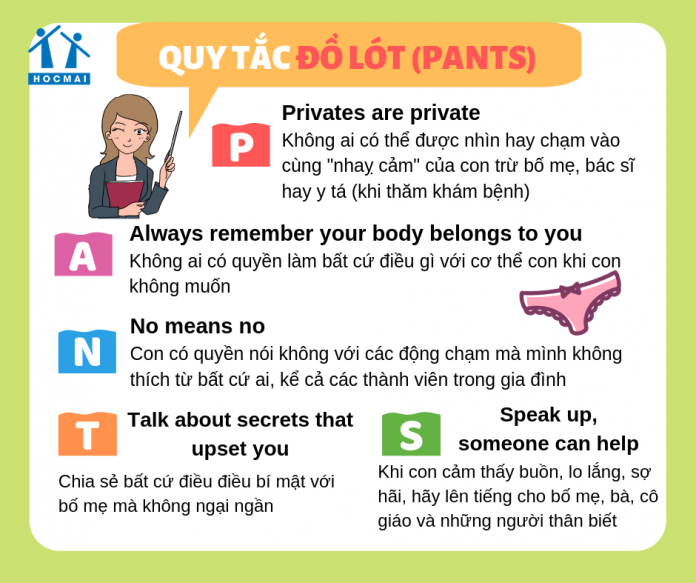 HOCMAI
QUY TẮC ĐỒ LÓT (PANTS)
P
Privates are private
Không ai có thể được nhìn hay chạm vào
cùng "nhaỵ cảm" của con trừ bố mẹ, bác sĩ
hay y tá (khi thăm khám bệnh)
A
Always remember your body belongs to you
Không ai có quyền làm bất cứ điều gì với cơ thể con khi con
không muốn
N
No means no
Con có quyền nói không với các động chạm mà mình không
thích từ bất cứ ai, kể cả các thành viên trong gia đình
T
Talk about secrets that
upset you
Chia sẻ bất cứ điều điều bí mật với
bố mẹ mà không ngại ngần
S
Speak up,
someone can help
Khi con cảm thấy buồn, lo lắng, sợ
hãi, hãy lên tiếng cho bố mẹ, bà, cô
giáo và những người thân biết